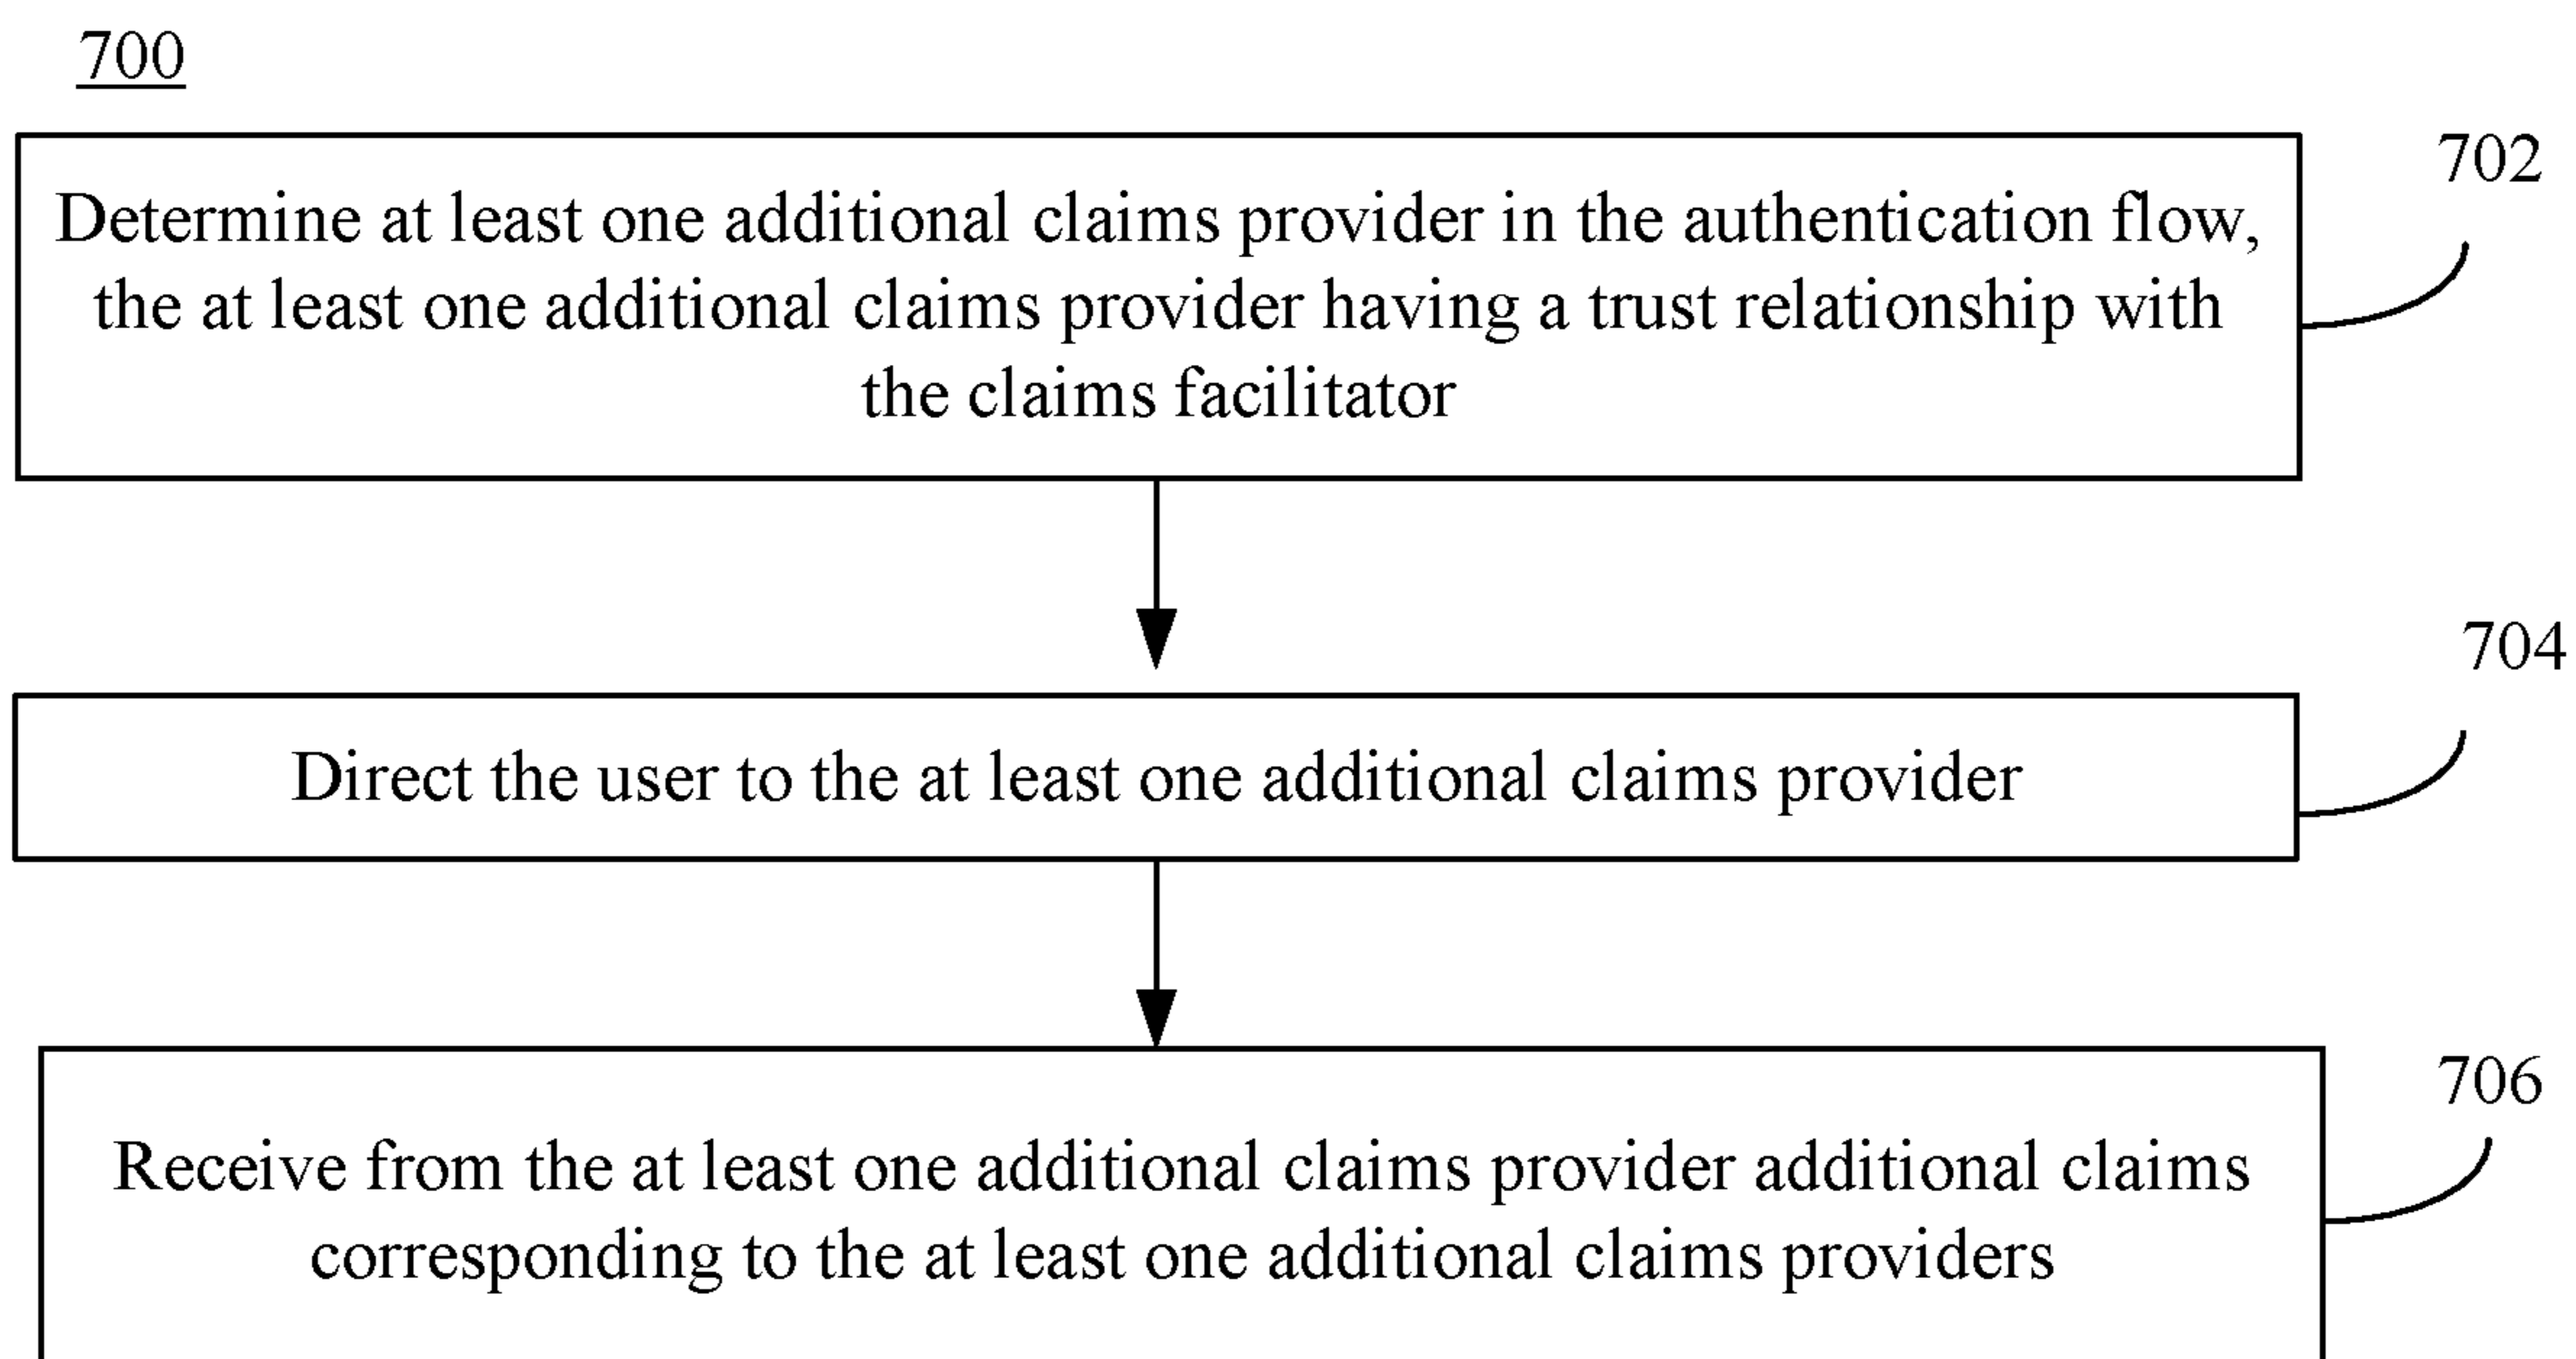 700
702
Determine at least one additional claims provider in the authentication flow,
the at least one additional claims provider having a trust relationship with
the claims facilitator
704
Direct the user to the at least one additional claims provider
706
Receive from the at least one additional claims provider additional claims
corresponding to the at least one additional claims providers